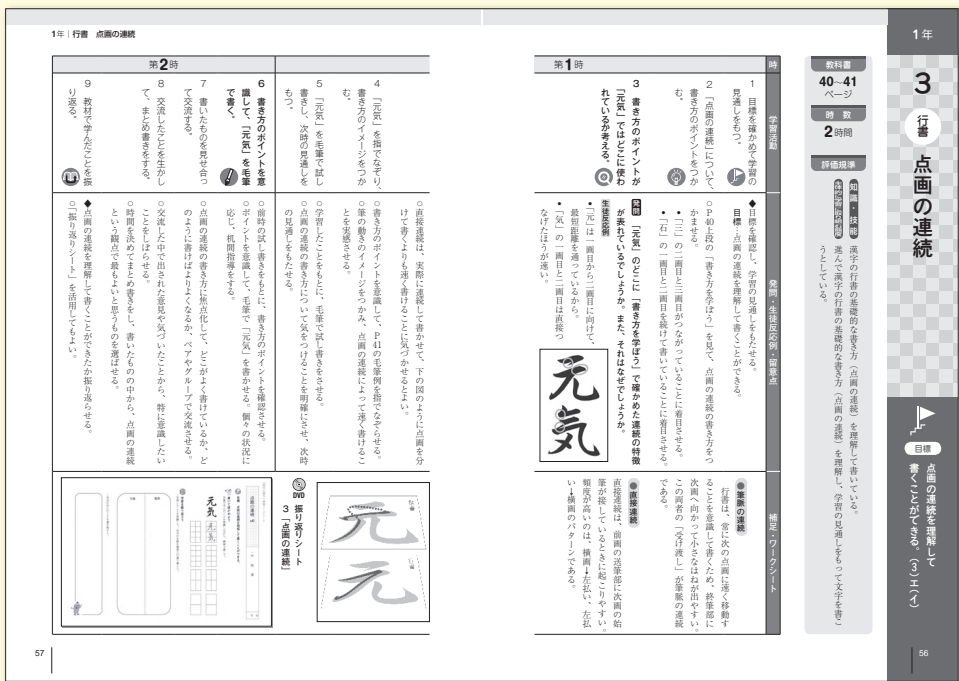 1年
3
行書
点画の連続
目標
点画の連続を理解して
書くことができる。(3)エ(イ)
56
教科書
40~41
ページ
時 数
2時間
評価規準
知識・技能
漢字の行書の基礎的な書き方(点画の連続)を理解して書いている。
進んで漢字の行書の基礎的な書き方(点画の連続)を理解し、学習の見通しをもって文字を書こ
うとしている。
時
学習活動
発問・生徒反応例・留意点
補足・ワークシート
第1時
1 目標を確かめて学習の
見通しをもつ。
◆目標を確認し、学習の見通しをもたせる。
目標:点画の連続を理解して書くことができる。
2 「点画の連続」について、
書き方のポイントをつか
む。
○P40上段の「書き方を学ぼう」を見て、点画の連続の書き方をつ
かませる。
•「三」の二画目と三画目がつながっていることに着目させる。
•「石」の一画目と二画目を続けて書いていることに着目させる。
3 書き方のポイントが
「元気」ではどこに使わ
れているか考える。
発問 「元気」のどこに「書き方を学ぼう」で確かめた連続の特徴
が表れているでしょうか。また、それはなぜでしょうか。
生徒反応例
•「元」は一画目から二画目に向けて、
最短距離を通っているから。
•「気」の一画目と二画目は直接つ
なげたほうが速い。
元気
●筆脈の連続
行書は、常に次の点画に速く移動す
ることを意識して書くため、終筆部に
次画へ向かって小さなはねが出やすい。
この両者の「受け渡し」が筆脈の連続
である。
●直接連続
直接連続は、前画の送筆部に次画の始
筆が接しているときに起こりやすい。
頻度が高いのは、横画→左払い、左払
い→横画のパターンである。
1年|行書 点画の連続
○直接連続は、実際に連続して書かせて、下の図のように点画を分
けて書くよりも速く書けることに気づかせるとよい。
4 「元気」を指でなぞり、
書き方のイメージをつか
む。
○書き方のポイントを意識して、P41の毛筆例を指でなぞらせる。
○筆の動きのイメージをつかみ、点画の連続によって速く書けるこ
とを実感させる。
5 「元気」を毛筆で試し
書きし、次時の見通しを
もつ。
○学習したことをもとに、毛筆で試し書きをさせる。
○点画の連続の書き方について気をつけることを明確にさせ、次時
の見通しをもたせる。
元
元
第2時
6 書き方のポイントを意
識して、「元気」を毛筆
で書く。
○前時の試し書きをもとに、書き方のポイントを確認させる。
○ポイントを意識して、毛筆で「元気」を書かせる。個々の状況に
応じ、机間指導をする。
7 書いたものを見せ合っ
て交流する。
○点画の連続の書き方に焦点化して、どこがよく書けているか、ど
のように書けばよりよくなるか、ペアやグループで交流させる。
8 交流したことを生かし
て、まとめ書きをする。
○交流した中で出された意見や気づいたことから、特に意識したい
ことをしぼらせる。
○時間を決めてまとめ書きをし、書いたものの中から、点画の連続
という観点で最もよいと思うものを選ばせる。
9 教材で学んだことを振
り返る。
◆点画の連続を理解して書くことができたか振り返らせる。
○「振り返りシート」を活用してもよい。
DVD
振り返りシート
3「点画の連続」
元気
57